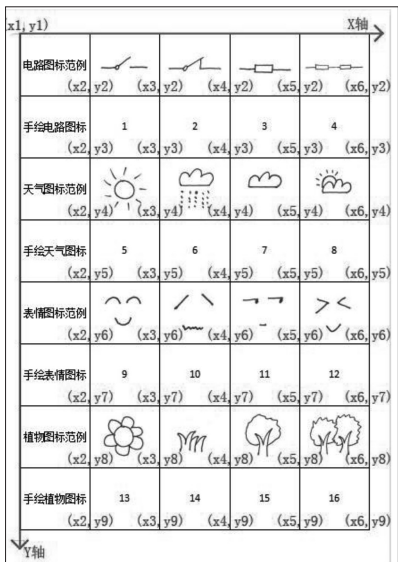 x1, y1) X轴
电路图标范例
(x2, y2) (x3, y2) (x4, y2) (x5, y2) (x6, y2)
手绘电路图标 1 2 3 4
(x2, y3) (x3, y3) (x4, y3) (x5, y3) (x6, y3)
天气图标范例
(x2, y4) (x3, y4) (x4, y4) (x5, y4) (x6, y4)
手绘天气图标 5 6 7 8
(x2, y5) (x3, y5) (x4, y5) (x5, y5) (x6, y5)
表情图标范例
(x2, y6) (x3, y6) (x4, y6) (x5, y6) (x6, y6)
手绘表情图标 9 10 11 12
(x2, y7) (x3, y7) (x4, y7) (x5, y7) (x6, y7)
植物图标范例
(x2, y8) (x3, y8) (x4, y8) (x5, y8) (x6, y8)
手绘植物图标 13 14 15 16
(x2, y9) (x3, y9) (x4, y9) (x5, y9) (x6, y9)
Y轴